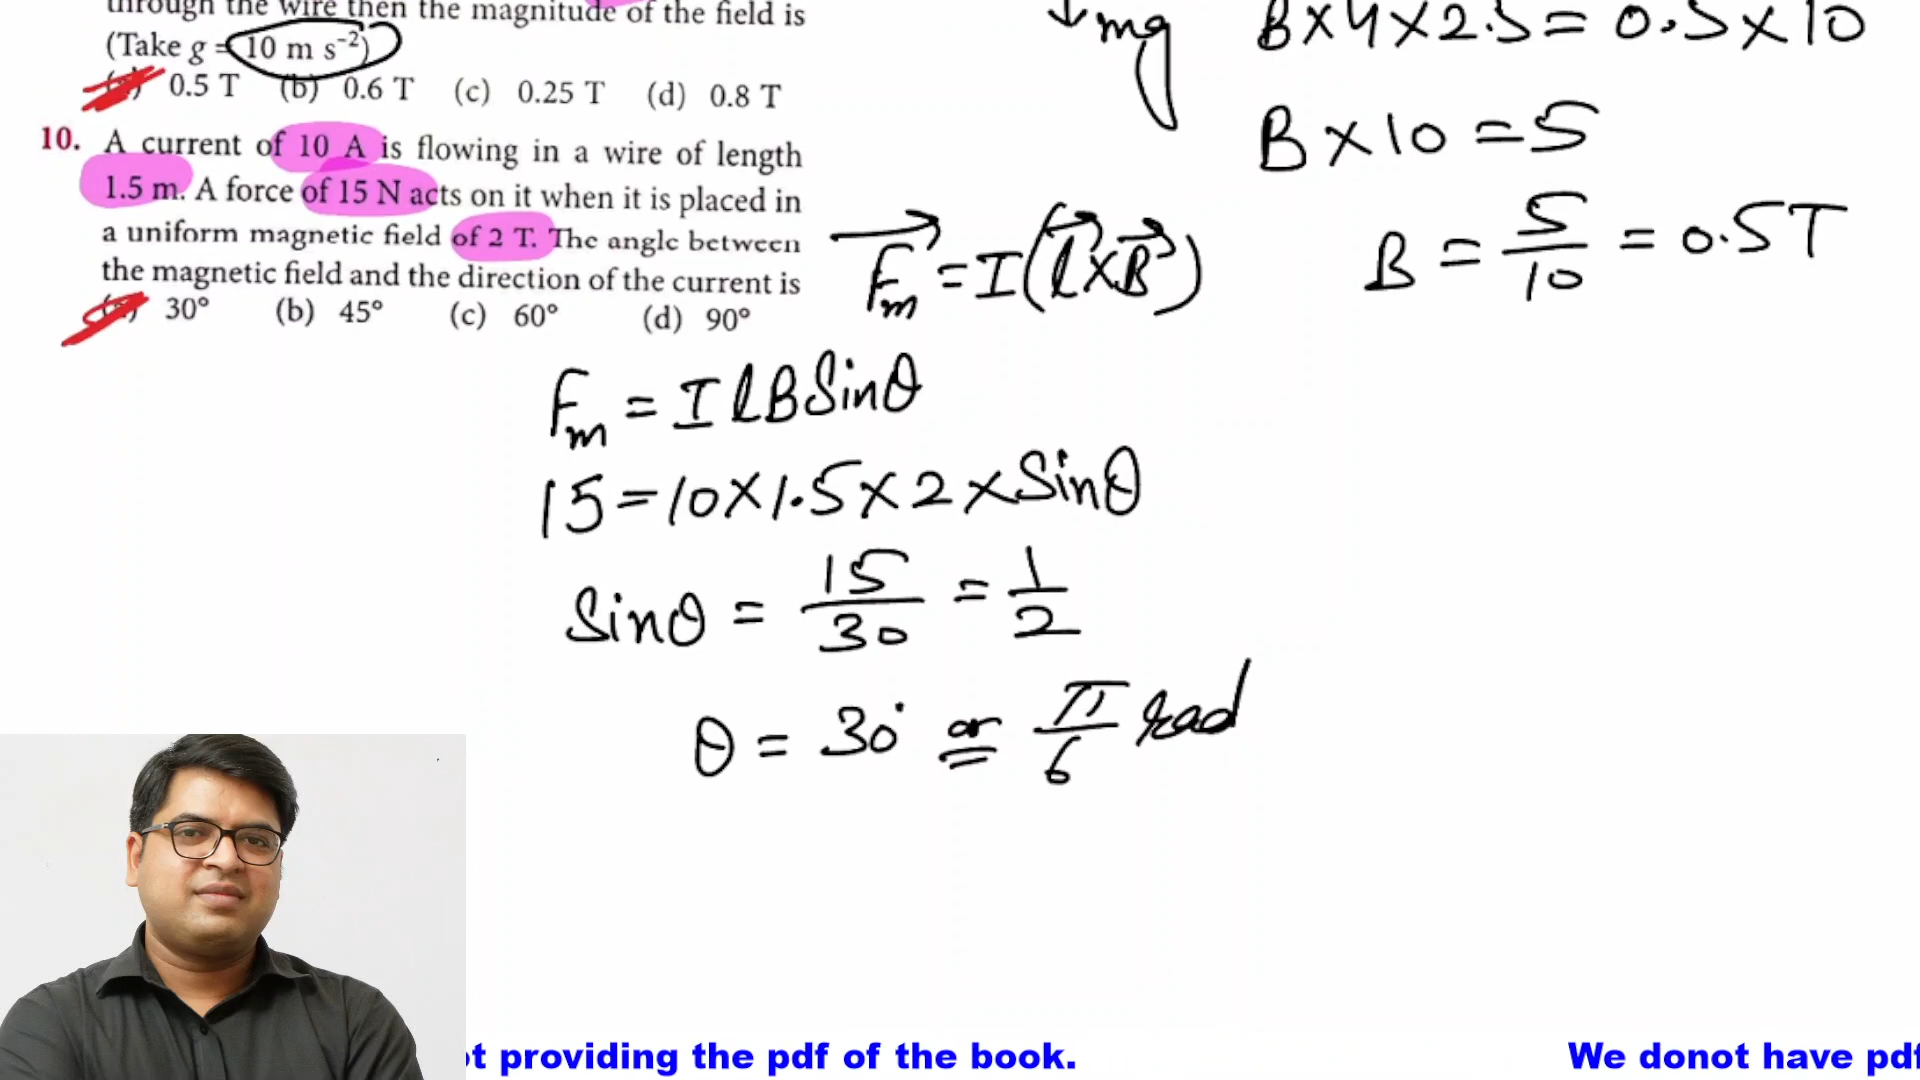 through the wire then the magnitude of the field is
(Take g = 10 m s⁻²)
0.5 T (b) 0.6 T (c) 0.25 T (d) 0.8 T
10. A current of 10 A is flowing in a wire of length
1.5 m. A force of 15 N acts on it when it is placed in
a uniform magnetic field of 2 T. The angle between
the magnetic field and the direction of the current is
30° (b) 45° (c) 60° (d) 90°
↓mg
B×4×2.5 = 0.5×10
B×10 = 5
B = 5/10 = 0.5T
F⃗m = I(l⃗×B⃗)
Fm = IlBSinθ
15=10×1.5×2×Sinθ
Sinθ = 15/30 = 1/2
θ = 30° or π/6 rad
ot providing the pdf of the book.
We donot have pdf